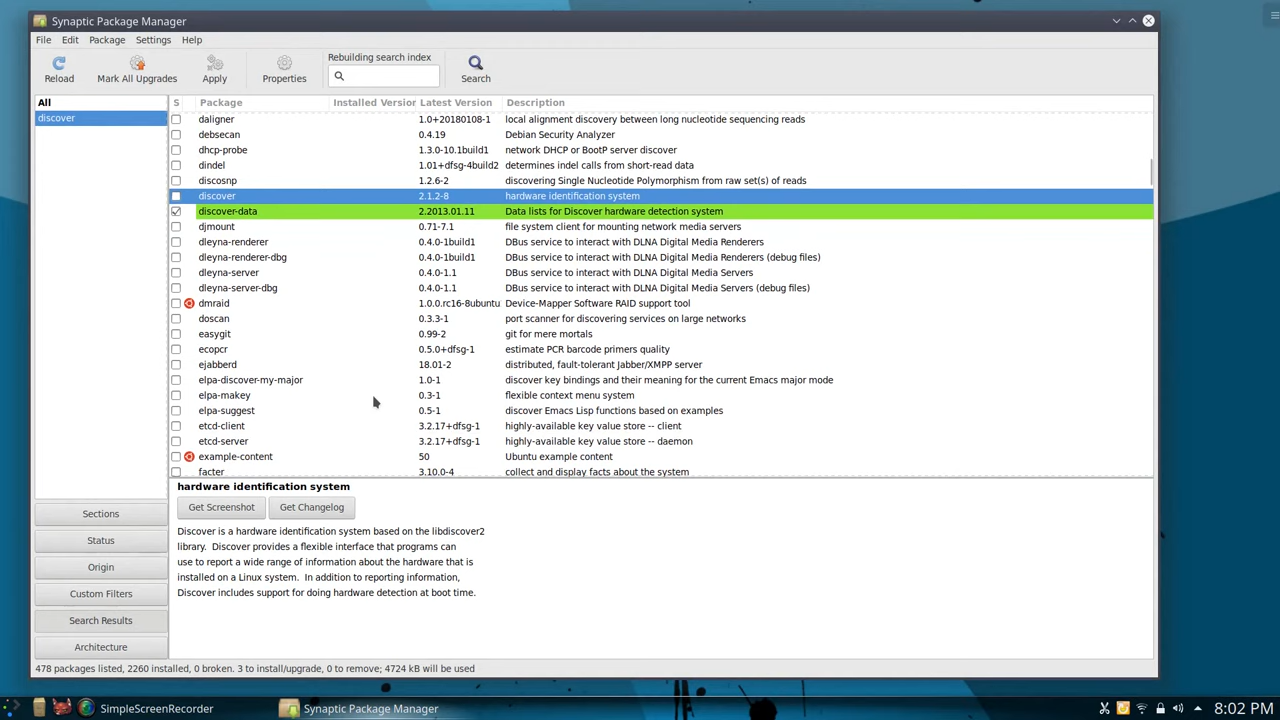 Synaptic Package Manager
File Edit Package Settings Help
Reload Mark All Upgrades Apply Properties Rebuilding search index Search
All
discover
S Package Installed Version Latest Version Description
daligner 1.0+20180108-1 local alignment discovery between long nucleotide sequencing reads
debsecan 0.4.19 Debian Security Analyzer
dhcp-probe 1.3.0-10.1build1 network DHCP or BootP server discover
dindel 1.01+dfsg-4build2 determines indel calls from short-read data
discosnp 1.2.6-2 discovering Single Nucleotide Polymorphism from raw set(s) of reads
discover 2.1.2-8 hardware identification system
discover-data 2.2013.01.11 Data lists for Discover hardware detection system
djmount 0.71-7.1 file system client for mounting network media servers
dleyna-renderer 0.4.0-1build1 DBus service to interact with DLNA Digital Media Renderers
dleyna-renderer-dbg 0.4.0-1build1 DBus service to interact with DLNA Digital Media Renderers (debug files)
dleyna-server 0.4.0-1.1 DBus service to interact with DLNA Digital Media Servers
dleyna-server-dbg 0.4.0-1.1 DBus service to interact with DLNA Digital Media Servers (debug files)
dmraid 1.0.0.rc16-8ubuntu Device-Mapper Software RAID support tool
doscan 0.3.3-1 port scanner for discovering services on large networks
easygit 0.99-2 git for mere mortals
ecopcr 0.5.0+dfsg-1 estimate PCR barcode primers quality
ejabberd 18.01-2 distributed, fault-tolerant Jabber/XMPP server
elpa-discover-my-major 1.0-1 discover key bindings and their meaning for the current Emacs major mode
elpa-makey 0.3-1 flexible context menu system
elpa-suggest 0.5-1 discover Emacs Lisp functions based on examples
etcd-client 3.2.17+dfsg-1 highly-available key value store -- client
etcd-server 3.2.17+dfsg-1 highly-available key value store -- daemon
example-content 50 Ubuntu example content
facter 3.10.0-4 collect and display facts about the system
hardware identification system
Get Screenshot Get Changelog
Discover is a hardware identification system based on the libdiscover2
library. Discover provides a flexible interface that programs can
use to report a wide range of information about the hardware that is
installed on a Linux system. In addition to reporting information,
Discover includes support for doing hardware detection at boot time.
Sections
Status
Origin
Custom Filters
Search Results
Architecture
478 packages listed, 2260 installed, 0 broken. 3 to install/upgrade, 0 to remove; 4724 kB will be used
SimpleScreenRecorder Synaptic Package Manager 8:02 PM